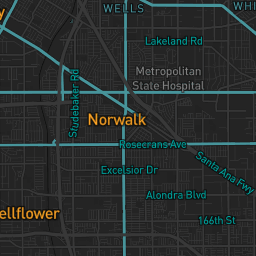 WELLS
WHI
y
Lakeland Rd
Metropolitan
State Hospital
Studebaker Rd
Norwalk
Rosecrans Ave
Santa Ana Fwy
Excelsior Dr
Alondra Blvd
ellflower
166th St